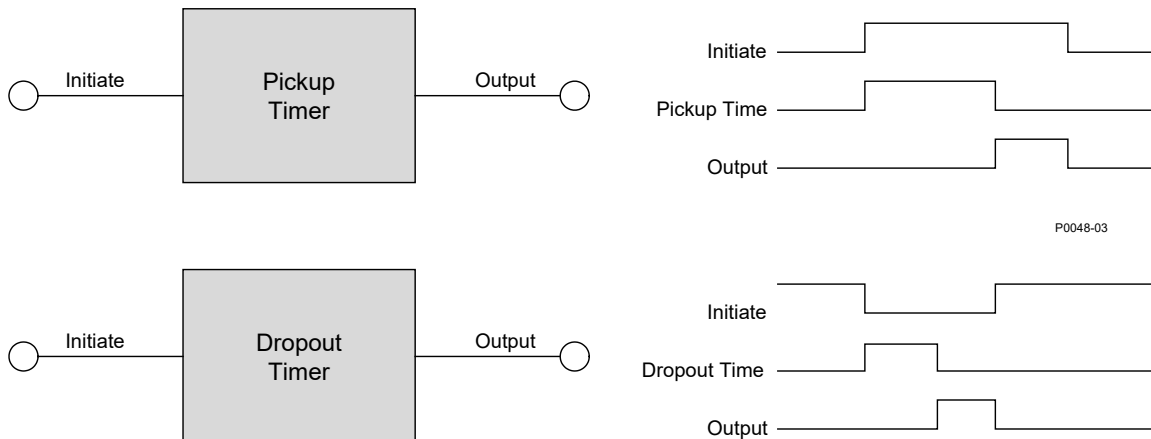 Initiate
Pickup
Timer
Output
Initiate
Pickup Time
Output
P0048-03
Initiate
Dropout
Timer
Output
Initiate
Dropout Time
Output